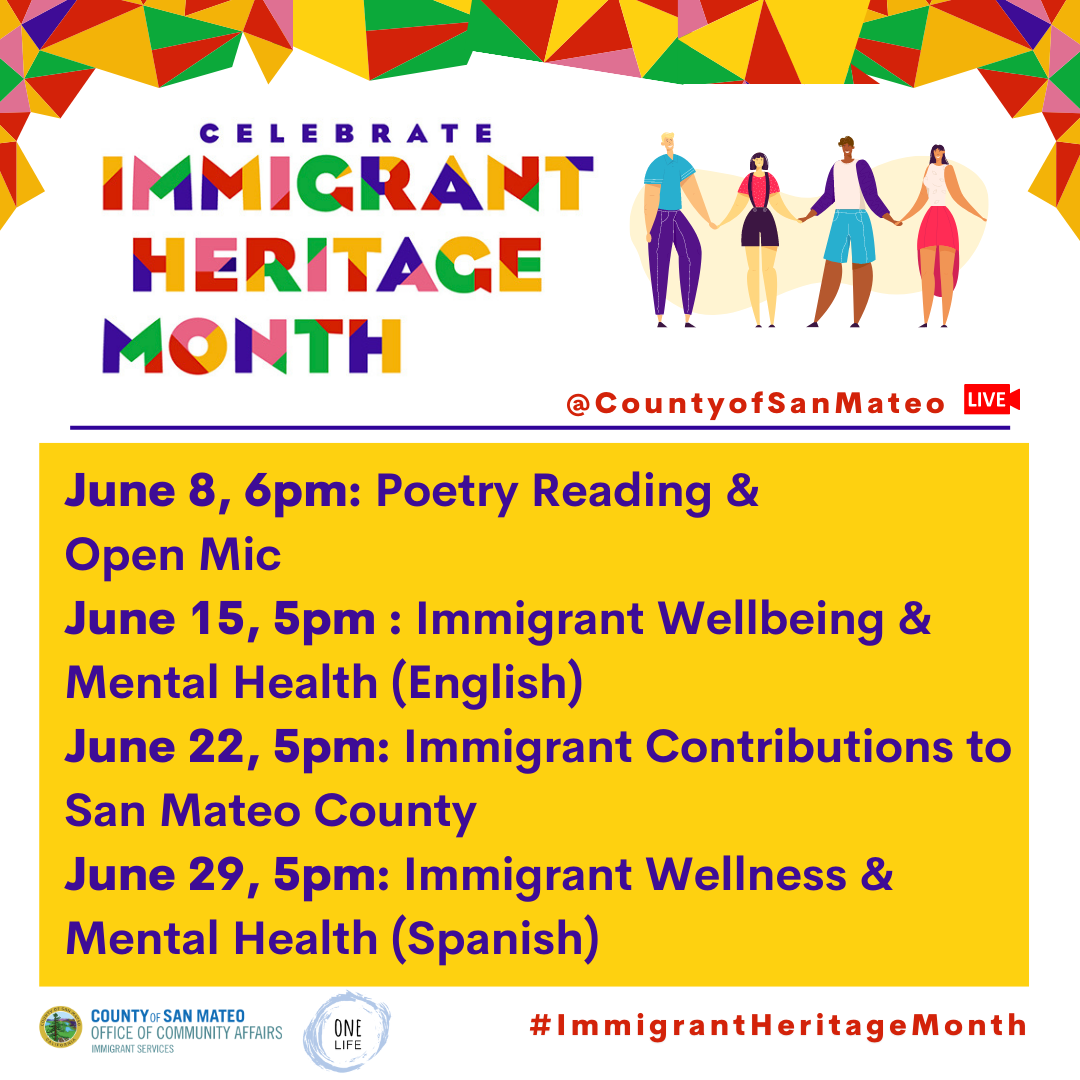 CELEBRATE
IMMIGRANT
HERITAGE
MONTH
@CountyofSanMateo LIVE
June 8, 6pm: Poetry Reading &
Open Mic
June 15, 5pm : Immigrant Wellbeing &
Mental Health (English)
June 22, 5pm: Immigrant Contributions to
San Mateo County
June 29, 5pm: Immigrant Wellness &
Mental Health (Spanish)
COUNTY OF SAN MATEO
OFFICE OF COMMUNITY AFFAIRS
IMMIGRANT SERVICES
ONE
LIFE
#ImmigrantHeritageMonth